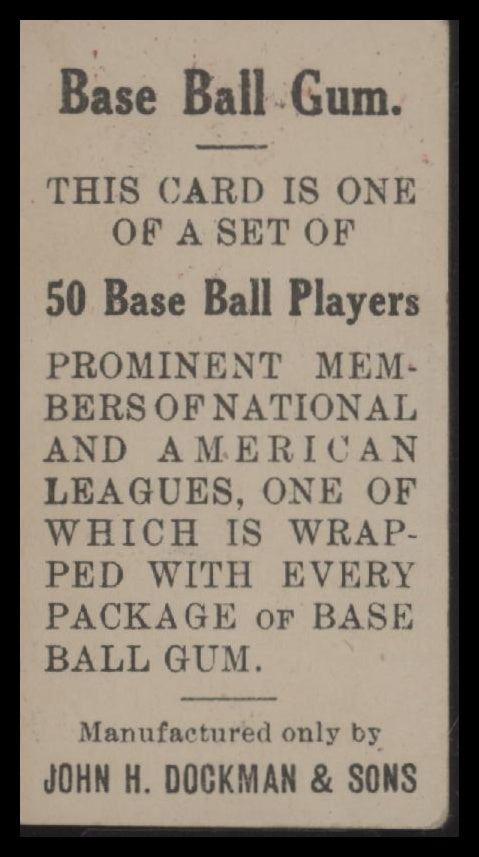 Base Ball Gum.
THIS CARD IS ONE
OF A SET OF
50 Base Ball Players
PROMINENT MEM-
BERS OF NATIONAL
AND AMERICAN
LEAGUES, ONE OF
WHICH IS WRAP-
PED WITH EVERY
PACKAGE OF BASE
BALL GUM.
Manufactured only by
JOHN H. DOCKMAN & SONS